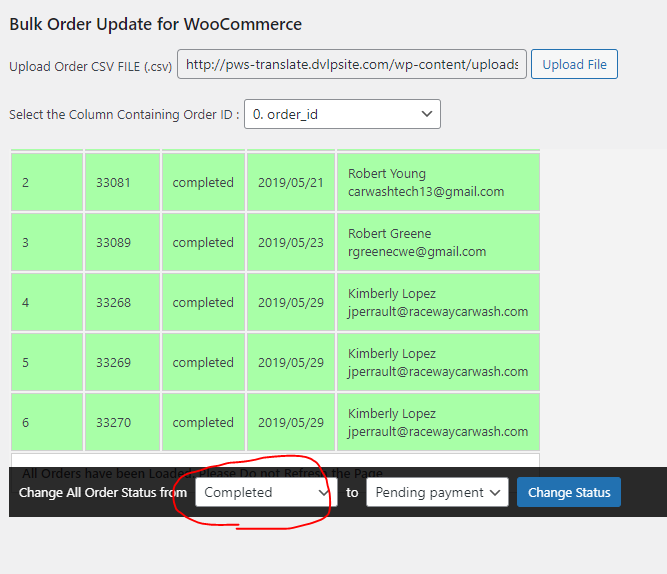 Bulk Order Update for WooCommerce
Upload Order CSV FILE (.csv) http://pws-translate.dvlpsite.com/wp-content/uploads Upload File
Select the Column Containing Order ID : 0. order_id
2 33081 completed 2019/05/21 Robert Young
carwashtech13@gmail.com
3 33089 completed 2019/05/23 Robert Greene
rgreenecwe@gmail.com
4 33268 completed 2019/05/29 Kimberly Lopez
jperrault@racewaycarwash.com
5 33269 completed 2019/05/29 Kimberly Lopez
jperrault@racewaycarwash.com
6 33270 completed 2019/05/29 Kimberly Lopez
jperrault@racewaycarwash.com
All Orders have been Loaded. Please Do not Refresh the Page
Change All Order Status from Completed to Pending payment Change Status